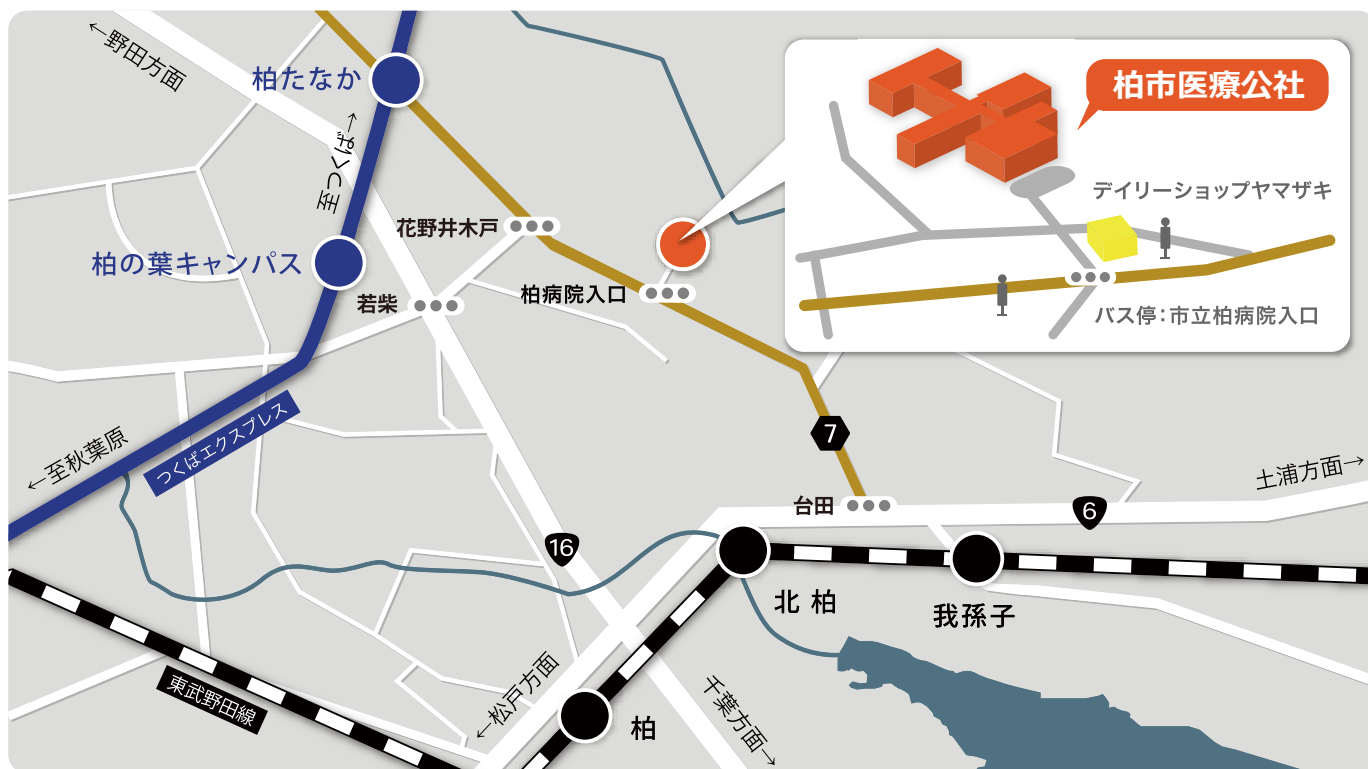 ←野田方面
柏たなか
柏市医療公社
至つくば→
デイリーショップヤマザキ
花野井木戸
柏の葉キャンパス
柏病院入口
若柴
バス停：市立柏病院入口
つくばエクスプレス
7
←至秋葉原
土浦方面→
台田
6
16
北柏
我孫子
←松戸方面
千葉方面→
東武野田線
柏